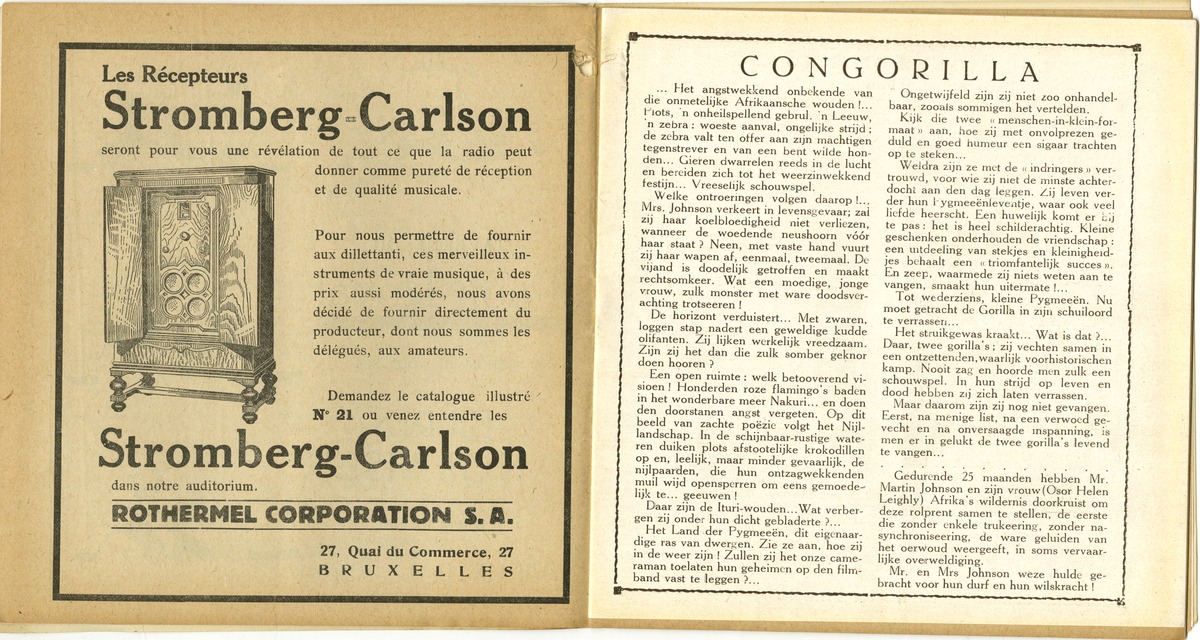 Les Récepteurs
Stromberg=Carlson
seront pour vous une révélation de tout ce que la radio peut
donner comme pureté de réception
et de qualité musicale.
Pour nous permettre de fournir
aux dillettanti, ces merveilleux in-
struments de vraie musique, à des
prix aussi modérés, nous avons
décidé de fournir directement du
producteur, dont nous sommes les
délégués, aux amateurs.
Demandez le catalogue illustré
N° 21 ou venez entendre les
Stromberg-Carlson
dans notre auditorium.
ROTHERMEL CORPORATION S. A.
27, Quai du Commerce, 27
BRUXELLES
CONGORILLA
... Het angstwekkend onbekende van
die onmetelijke Afrikaansche wouden !...
Plots, 'n onheilspellend gebrul. 'n Leeuw,
'n zebra : woeste aanval, ongelijke strijd ;
de zebra valt ten offer aan zijn machtigen
tegenstrever en van een bent wilde hon-
den... Gieren dwarrelen reeds in de lucht
en bereiden zich tot het weerzinwekkend
festijn... Vreeselijk schouwspel.
Welke ontroeringen volgen daarop !...
Mrs. Johnson verkeert in levensgevaar; zal
zij haar koelbloedigheid niet verliezen,
wanneer de woedende neushoorn vóór
haar staat ? Neen, met vaste hand vuurt
zij haar wapen af, eenmaal, tweemaal. De
vijand is doodelijk getroffen en maakt
rechtsomkeer. Wat een moedige, jonge
vrouw, zulk monster met ware doodsver-
achting trotseeren !
De horizont verduistert... Met zwaren,
loggen stap nadert een geweldige kudde
olifanten. Zij lijken werkelijk vreedzaam.
Zijn zij het dan die zulk somber geknor
doen hooren ?
Een open ruimte : welk betooverend vi-
sioen ! Honderden roze flamingo's baden
in het wonderbare meer Nakuri... en doen
den doorstanen angst vergeten. Op dit
beeld van zachte poëzie volgt het Nijl-
landschap. In de schijnbaar-rustige wate-
ren duiken plots afstootelijke krokodillen
op en, leelijk, maar minder gevaarlijk, de
nijlpaarden, die hun ontzagwekkenden
muil wijd opensperren om eens gemoede-
lijk te... geeuwen !
Daar zijn de Ituri-wouden...Wat verber-
gen zij onder hun dicht gebladerte ?...
Het Land der Pygmeeën, dit eigenaar-
dige ras van dwergen. Zie ze aan, hoe zij
in de weer zijn ! Zullen zij het onze came-
raman toelaten hun geheimen op den film-
band vast te leggen ?...
Ongetwijfeld zijn zij niet zoo onhandel-
baar, zooals sommigen het vertelden.
Kijk die twee « menschen-in-klein-for-
maat » aan, hoe zij met onvolprezen ge-
duld en goed humeur een sigaar trachten
op te steken...
Weldra zijn ze met de « indringers » ver-
trouwd, voor wie zij niet de minste achter-
docht aan den dag leggen. Zij leven ver-
der hun Pygmeeënleventje, waar ook veel
liefde heerscht. Een huwelijk komt er bij
te pas : het is heel schilderachtig. Kleine
geschenken onderhouden de vriendschap :
een uitdeeling van stekjes en kleinigheid-
jes behaalt een « triomfantelijk succes ».
En zeep, waarmede zij niets weten aan te
vangen, smaakt hun uitermate !...
Tot wederziens, kleine Pygmeeën. Nu
moet getracht de Gorilla in zijn schuiloord
te verrassen...
Het struikgewas kraakt... Wat is dat ?...
Daar, twee gorilla's ; zij vechten samen in
een ontzettenden,waarlijk voorhistorischen
kamp. Nooit zag en hoorde men zulk een
schouwspel. In hun strijd op leven en
dood hebben zij zich laten verrassen.
Maar daarom zijn zij nog niet gevangen.
Eerst, na menige list, na een verwoed ge-
vecht en na onversaagde inspanning, is
men er in gelukt de twee gorilla's levend
te vangen...
Gedurende 25 maanden hebben Mr.
Martin Johnson en zijn vrouw (Osor Helen
Leighly) Afrika's wildernis doorkruist om
deze rolprent samen te stellen, de eerste
die zonder enkele trukeering, zonder na-
synchroniseering, de ware geluiden van
het oerwoud weergeeft, in soms vervaar-
lijke overweldiging.
Mr. en Mrs Johnson weze hulde ge-
bracht voor hun durf en hun wilskracht !